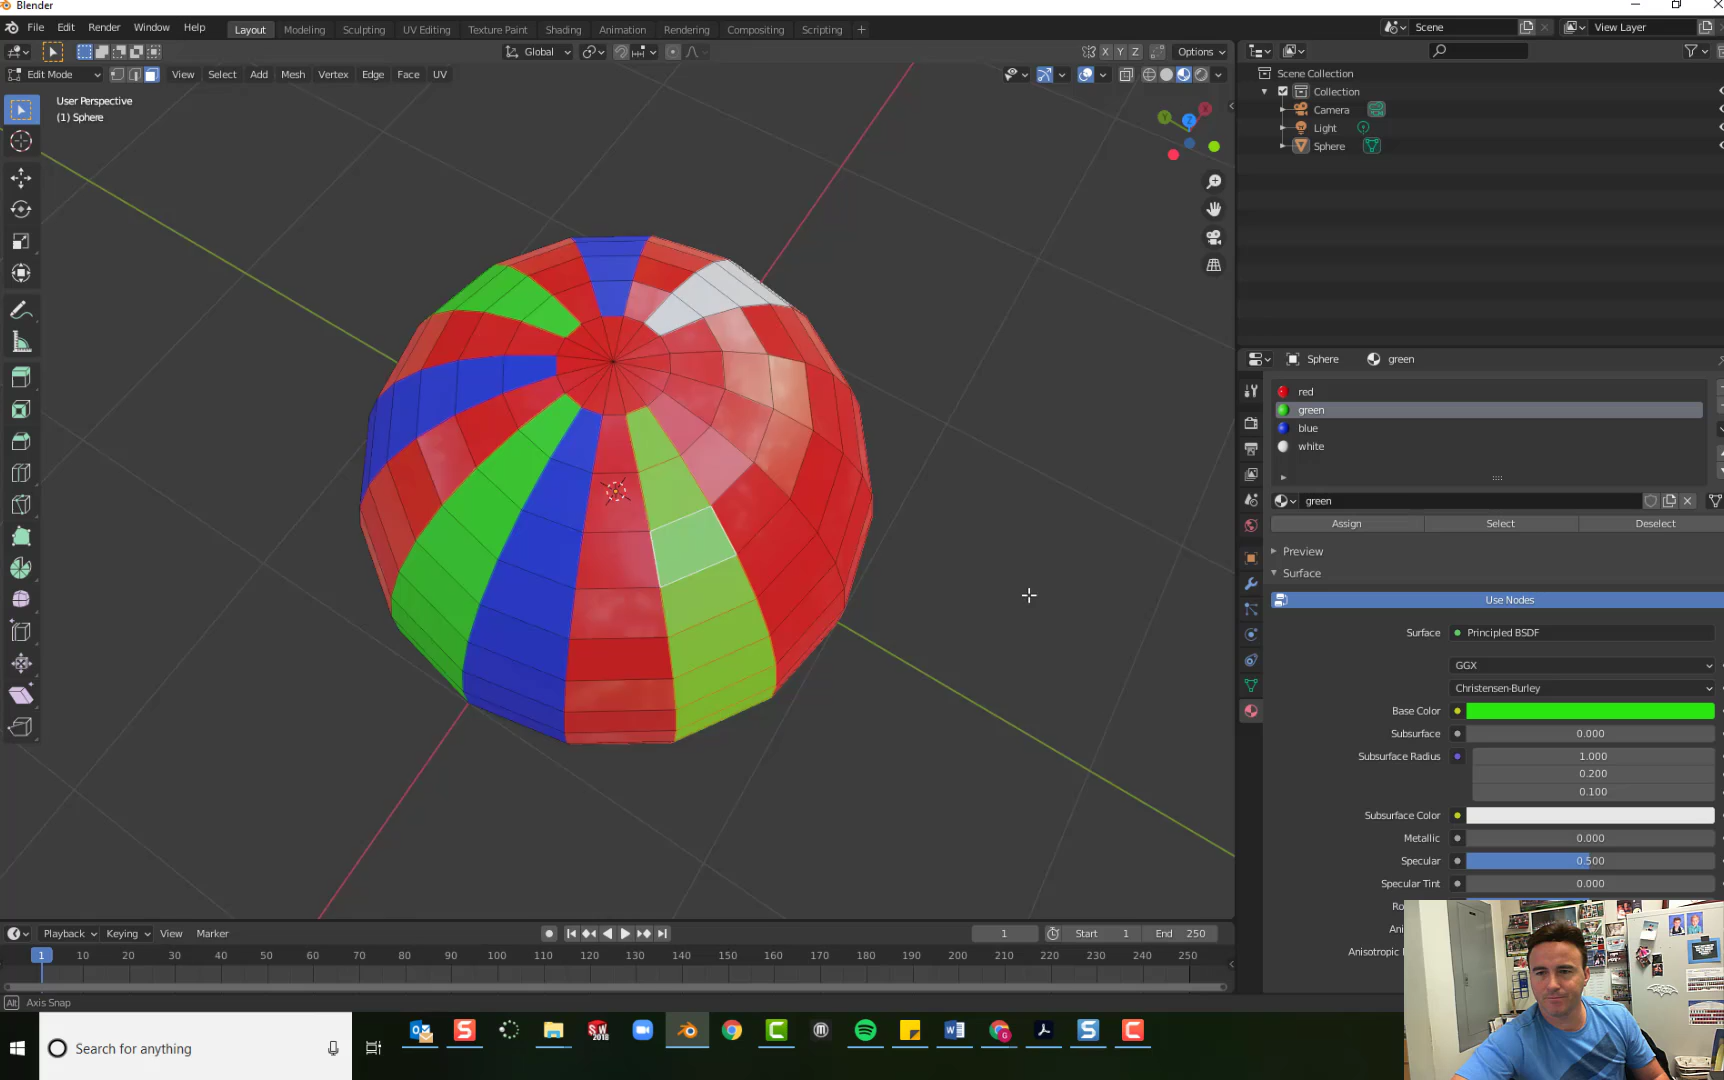 Blender
File Edit Render Window Help Layout Modeling Sculpting UV Editing Texture Paint Shading Animation Rendering Compositing Scripting + Scene View Layer
Global X Y Z Options
Edit Mode View Select Add Mesh Vertex Edge Face UV
User Perspective
(1) Sphere
Y
Z
Scene Collection
Collection
Camera
Light
Sphere
Sphere green
red
green
blue
white
green
Assign Select Deselect
Preview
Surface
Use Nodes
Surface Principled BSDF
GGX
Christensen-Burley
Base Color
Subsurface 0.000
Subsurface Radius 1.000
0.200
0.100
Subsurface Color
Metallic 0.000
Specular 0.500
Specular Tint 0.000
Ro
Ani
Anisotropic
Playback Keying View Marker 1 Start 1 End 250
1 10 20 30 40 50 60 70 80 90 100 110 120 130 140 150 160 170 180 190 200 210 220 230 240 250
Alt Axis Snap
Search for anything